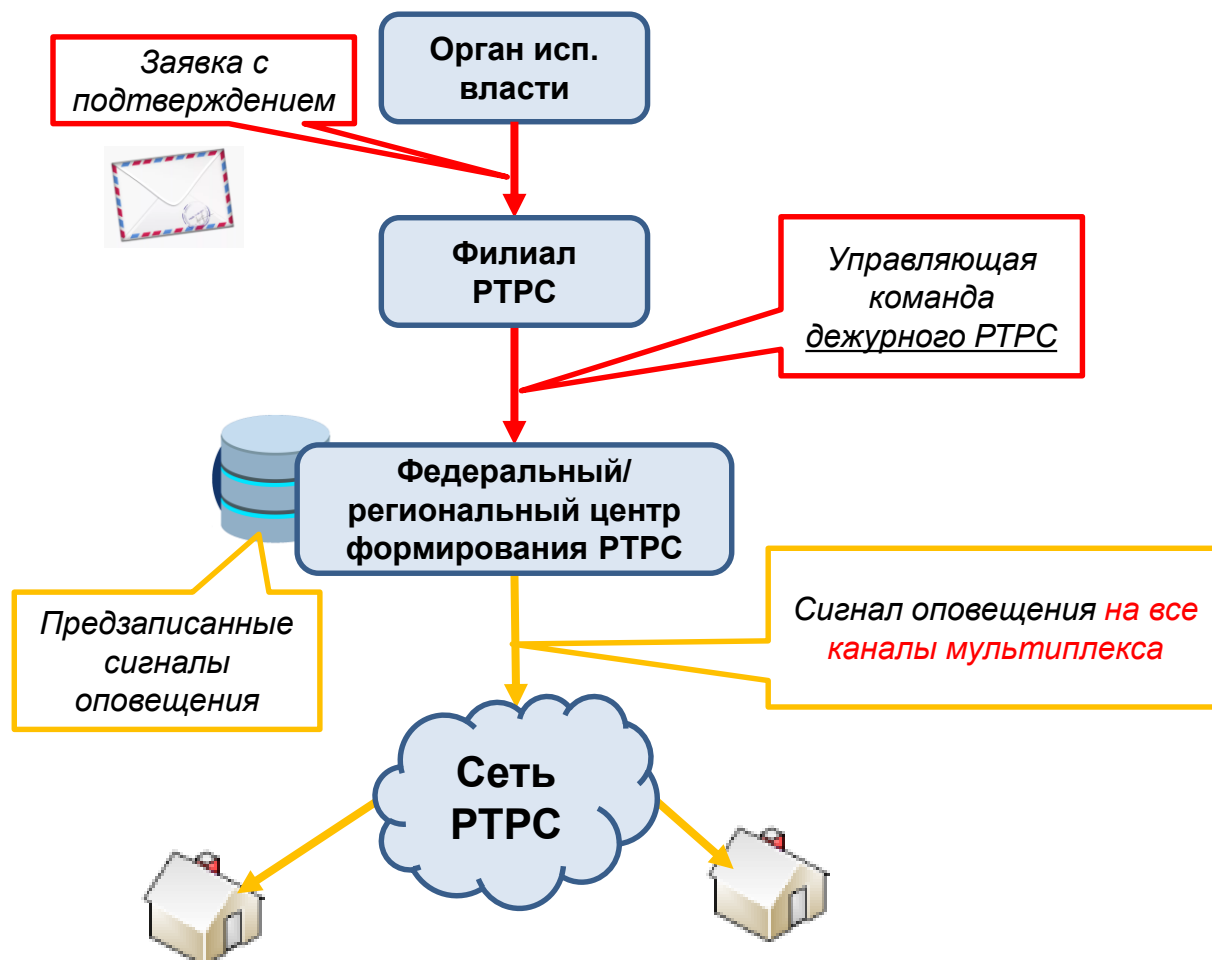 Орган исп.
власти
Заявка с
подтверждением
Филиал
РТРС
Управляющая
команда
дежурного РТРС
Федеральный/
региональный центр
формирования РТРС
Предзаписанные
сигналы
оповещения
Сигнал оповещения на все
каналы мультиплекса
Сеть
РТРС